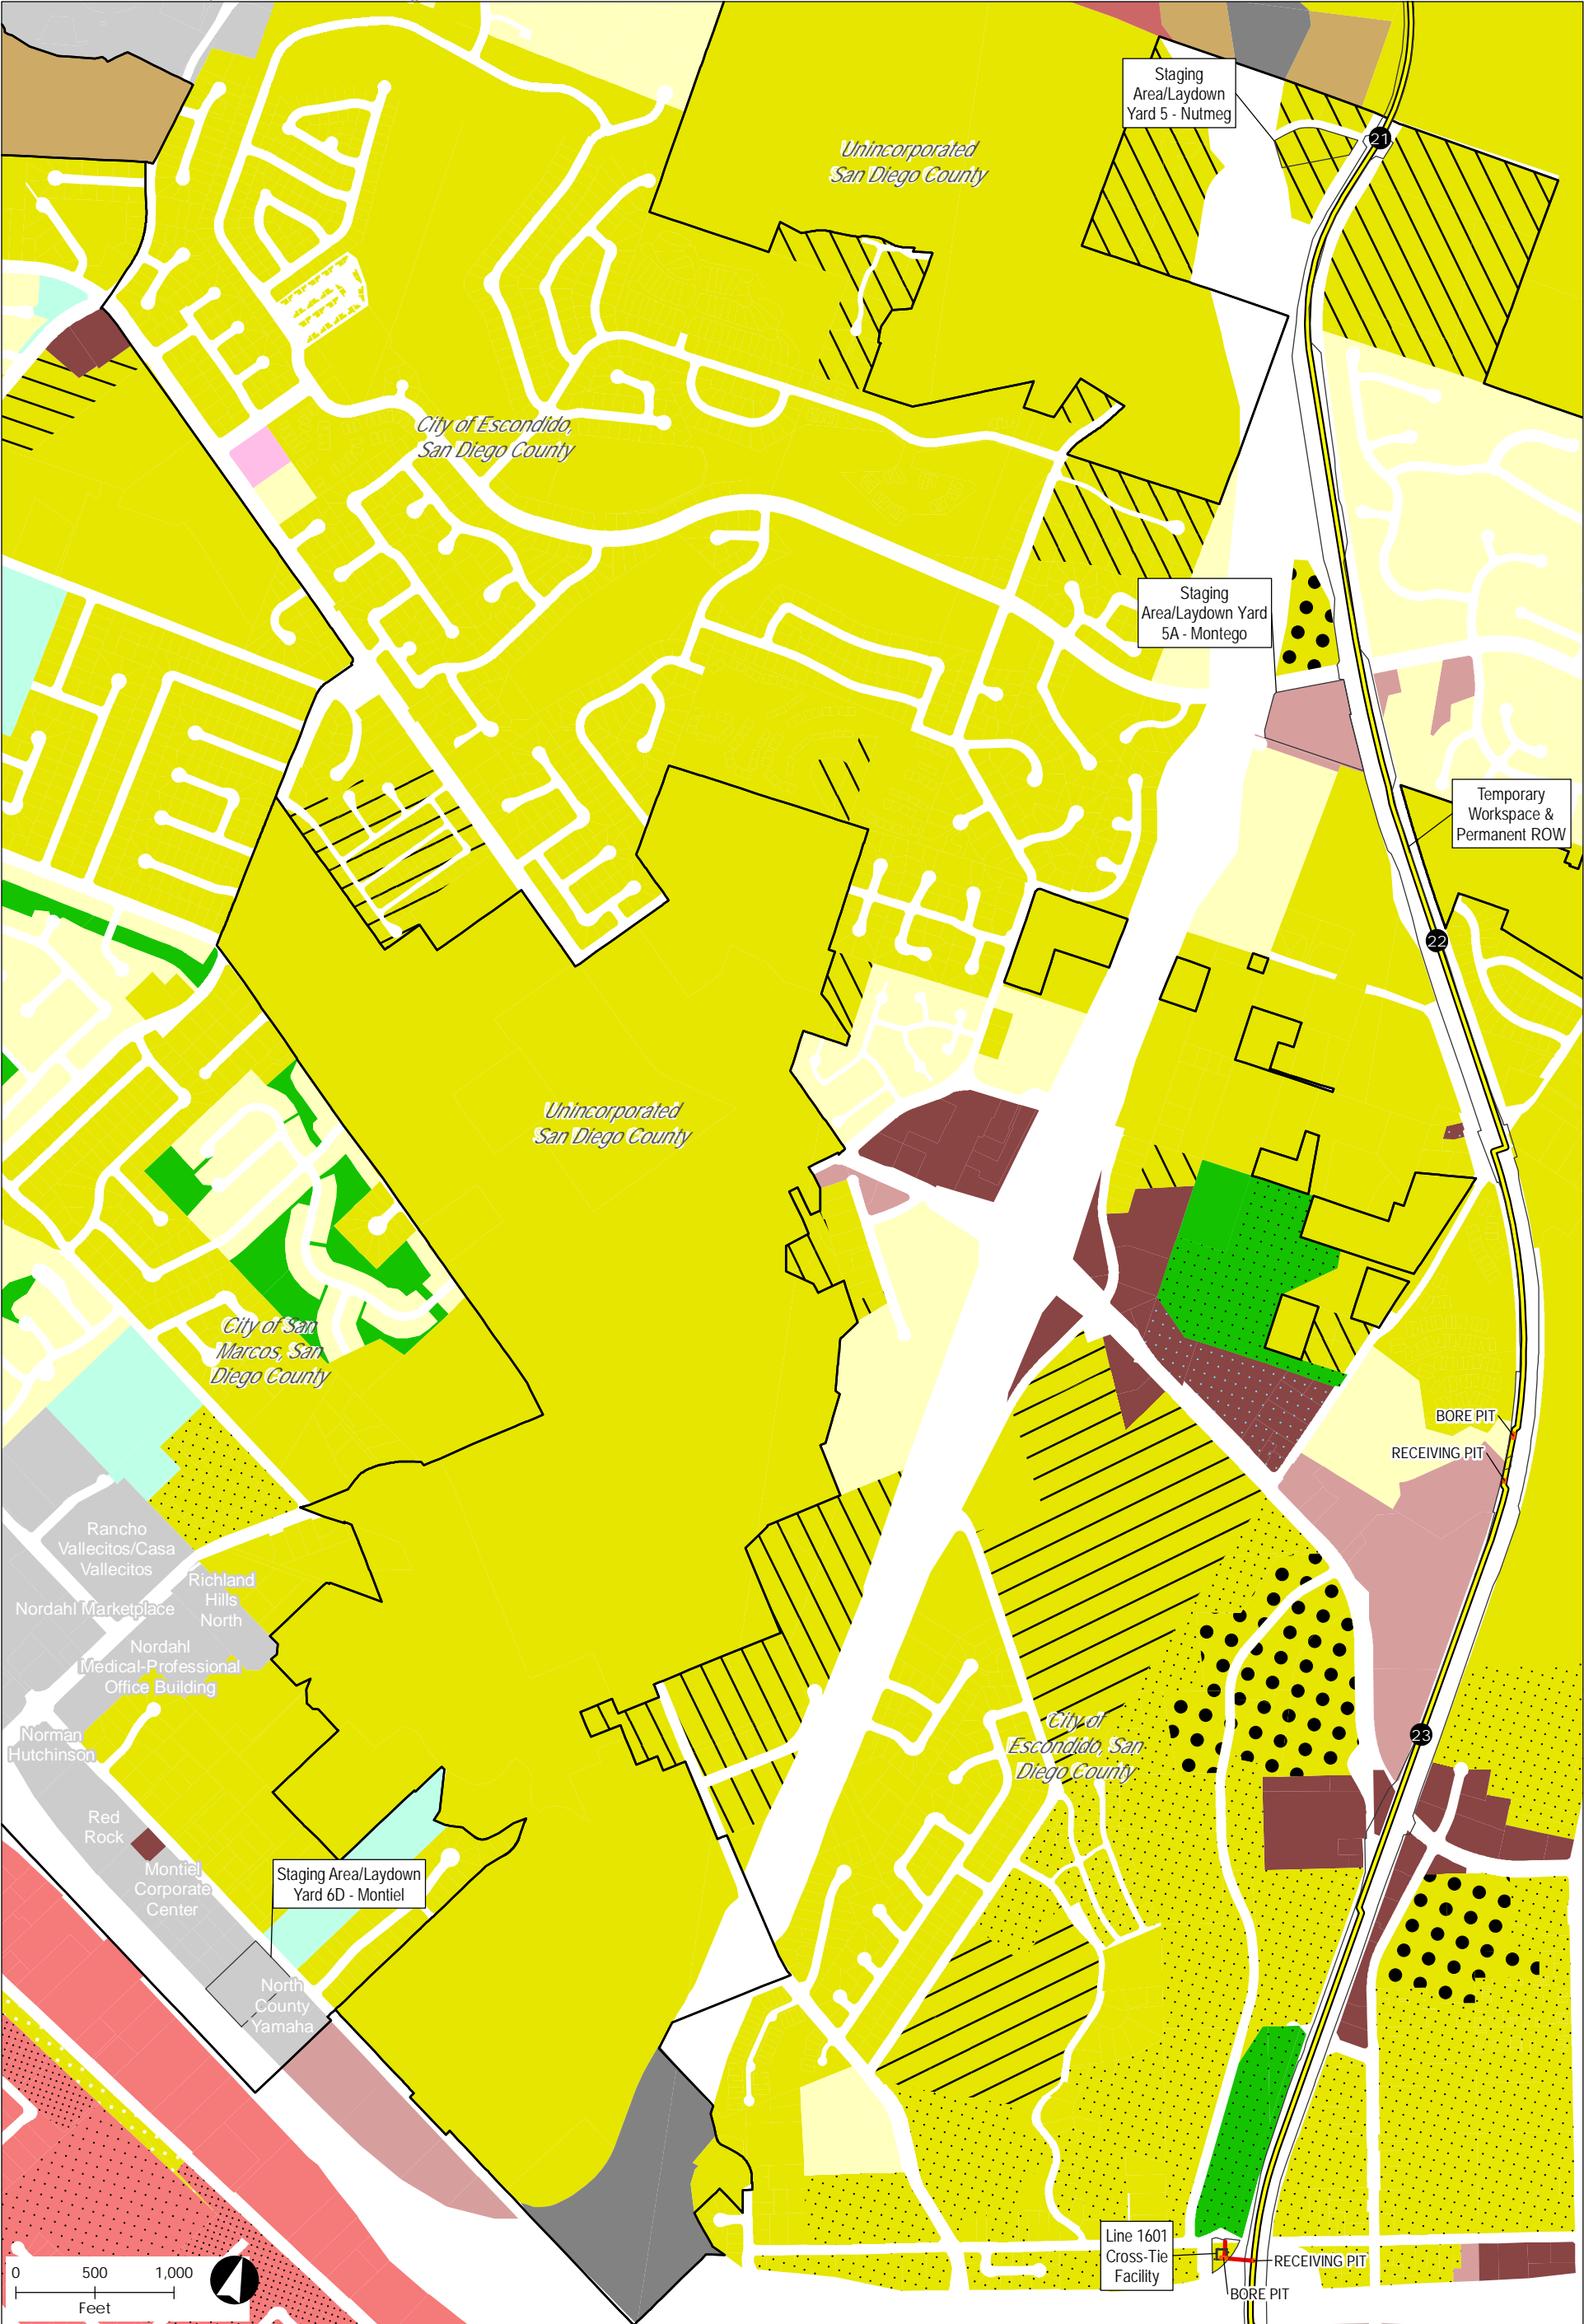 Staging
Area/Laydown
Yard 5 - Nutmeg
21
Unincorporated
San Diego County
City of Escondido,
San Diego County
Staging
Area/Laydown Yard
5A - Montego
Temporary
Workspace &
Permanent ROW
22
Unincorporated
San Diego County
City of San
Marcos, San
Diego County
BORE PIT
RECEIVING PIT
Rancho
Vallecitos/Casa
Vallecitos
Richland
Hills
North
Nordahl Marketplace
Nordahl
Medical-Professional
Office Building
Norman
Hutchinson
City of
Escondido, San
Diego County
23
Red
Rock
Montiel
Corporate
Center
Staging Area/Laydown
Yard 6D - Montiel
North
County
Yamaha
Line 1601
Cross-Tie
Facility
RECEIVING PIT
BORE PIT
0 500 1,000
Feet